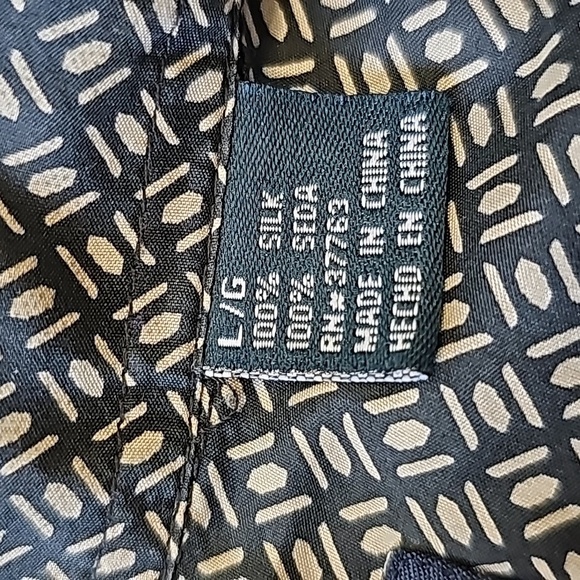 L/G
100% SILK
100% SEDA
RN# 37763
MADE IN CHINA
HECHO EN CHINA